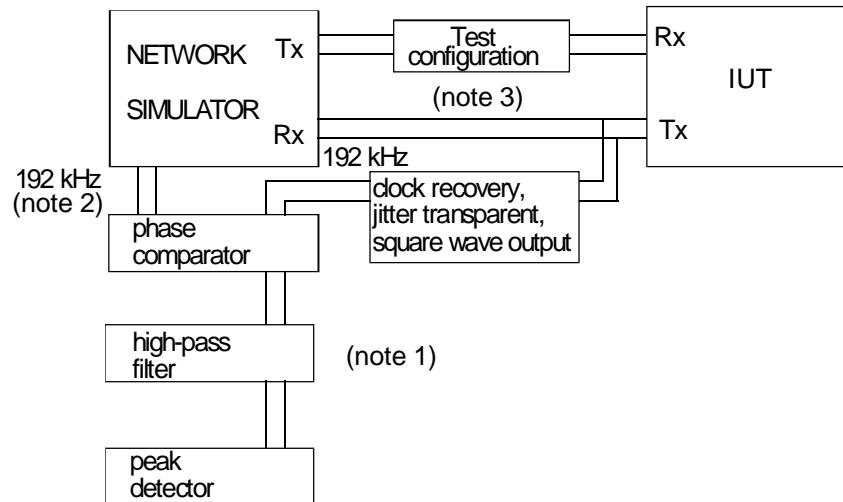 NETWORK
SIMULATOR
Tx
Rx
Test
configuration
(note 3)
Rx
Tx
IUT
192 kHz
(note 2)
192 kHz
clock recovery,
jitter transparent,
square wave output
phase
comparator
high-pass
filter
(note 1)
peak
detector